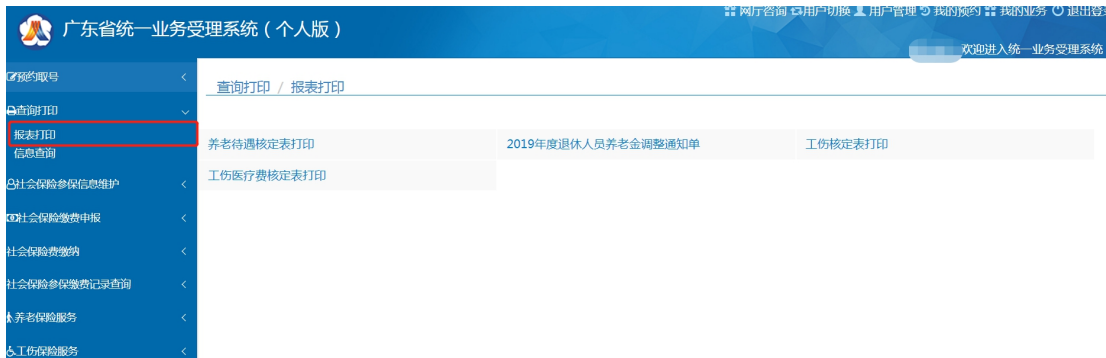 网厅咨询 用户切换 用户管理 我的预约 我的业务 退出登
广东省统一业务受理系统（个人版）
欢迎进入统一业务受理系统
预约取号
查询打印 / 报表打印
查询打印
报表打印
信息查询
养老待遇核定表打印 2019年度退休人员养老金调整通知单 工伤核定表打印
工伤医疗费核定表打印
社会保险参保信息维护
社会保险缴费申报
社会保险费缴纳
社会保险参保缴费记录查询
养老保险服务
工伤保险服务